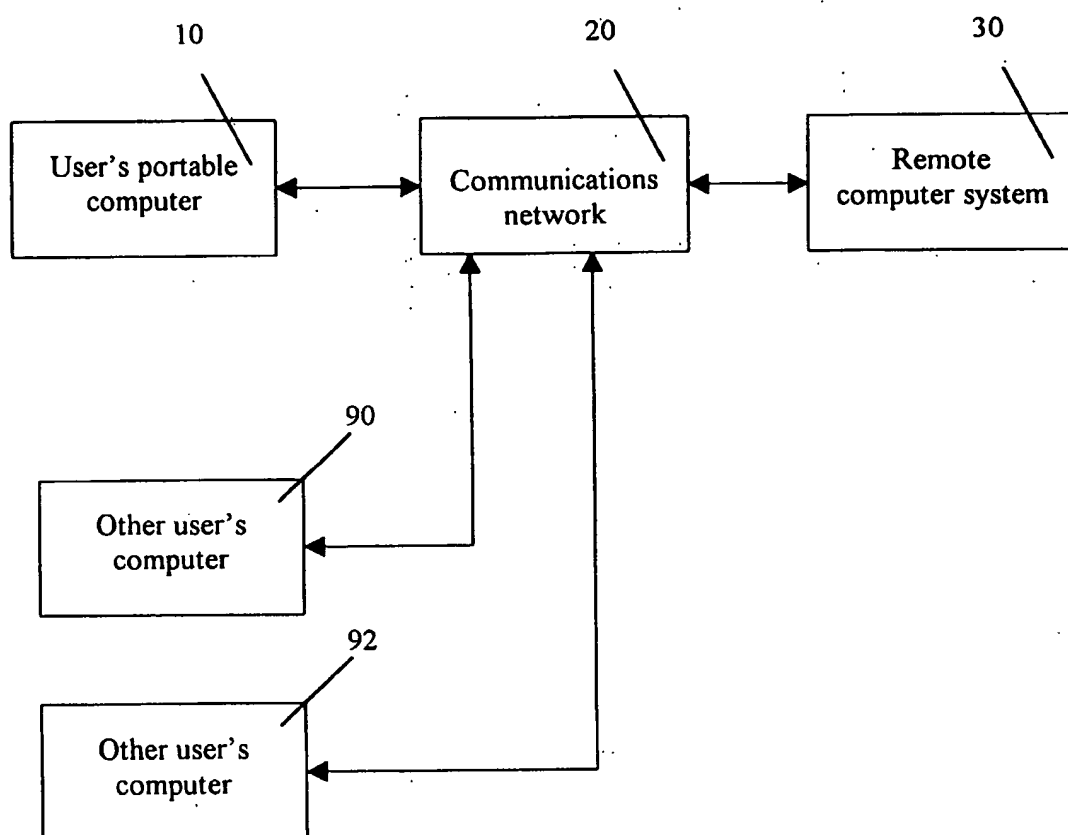 10
20
30
User's portable
computer
Communications
network
Remote
computer system
90
Other user's
computer
92
Other user's
computer